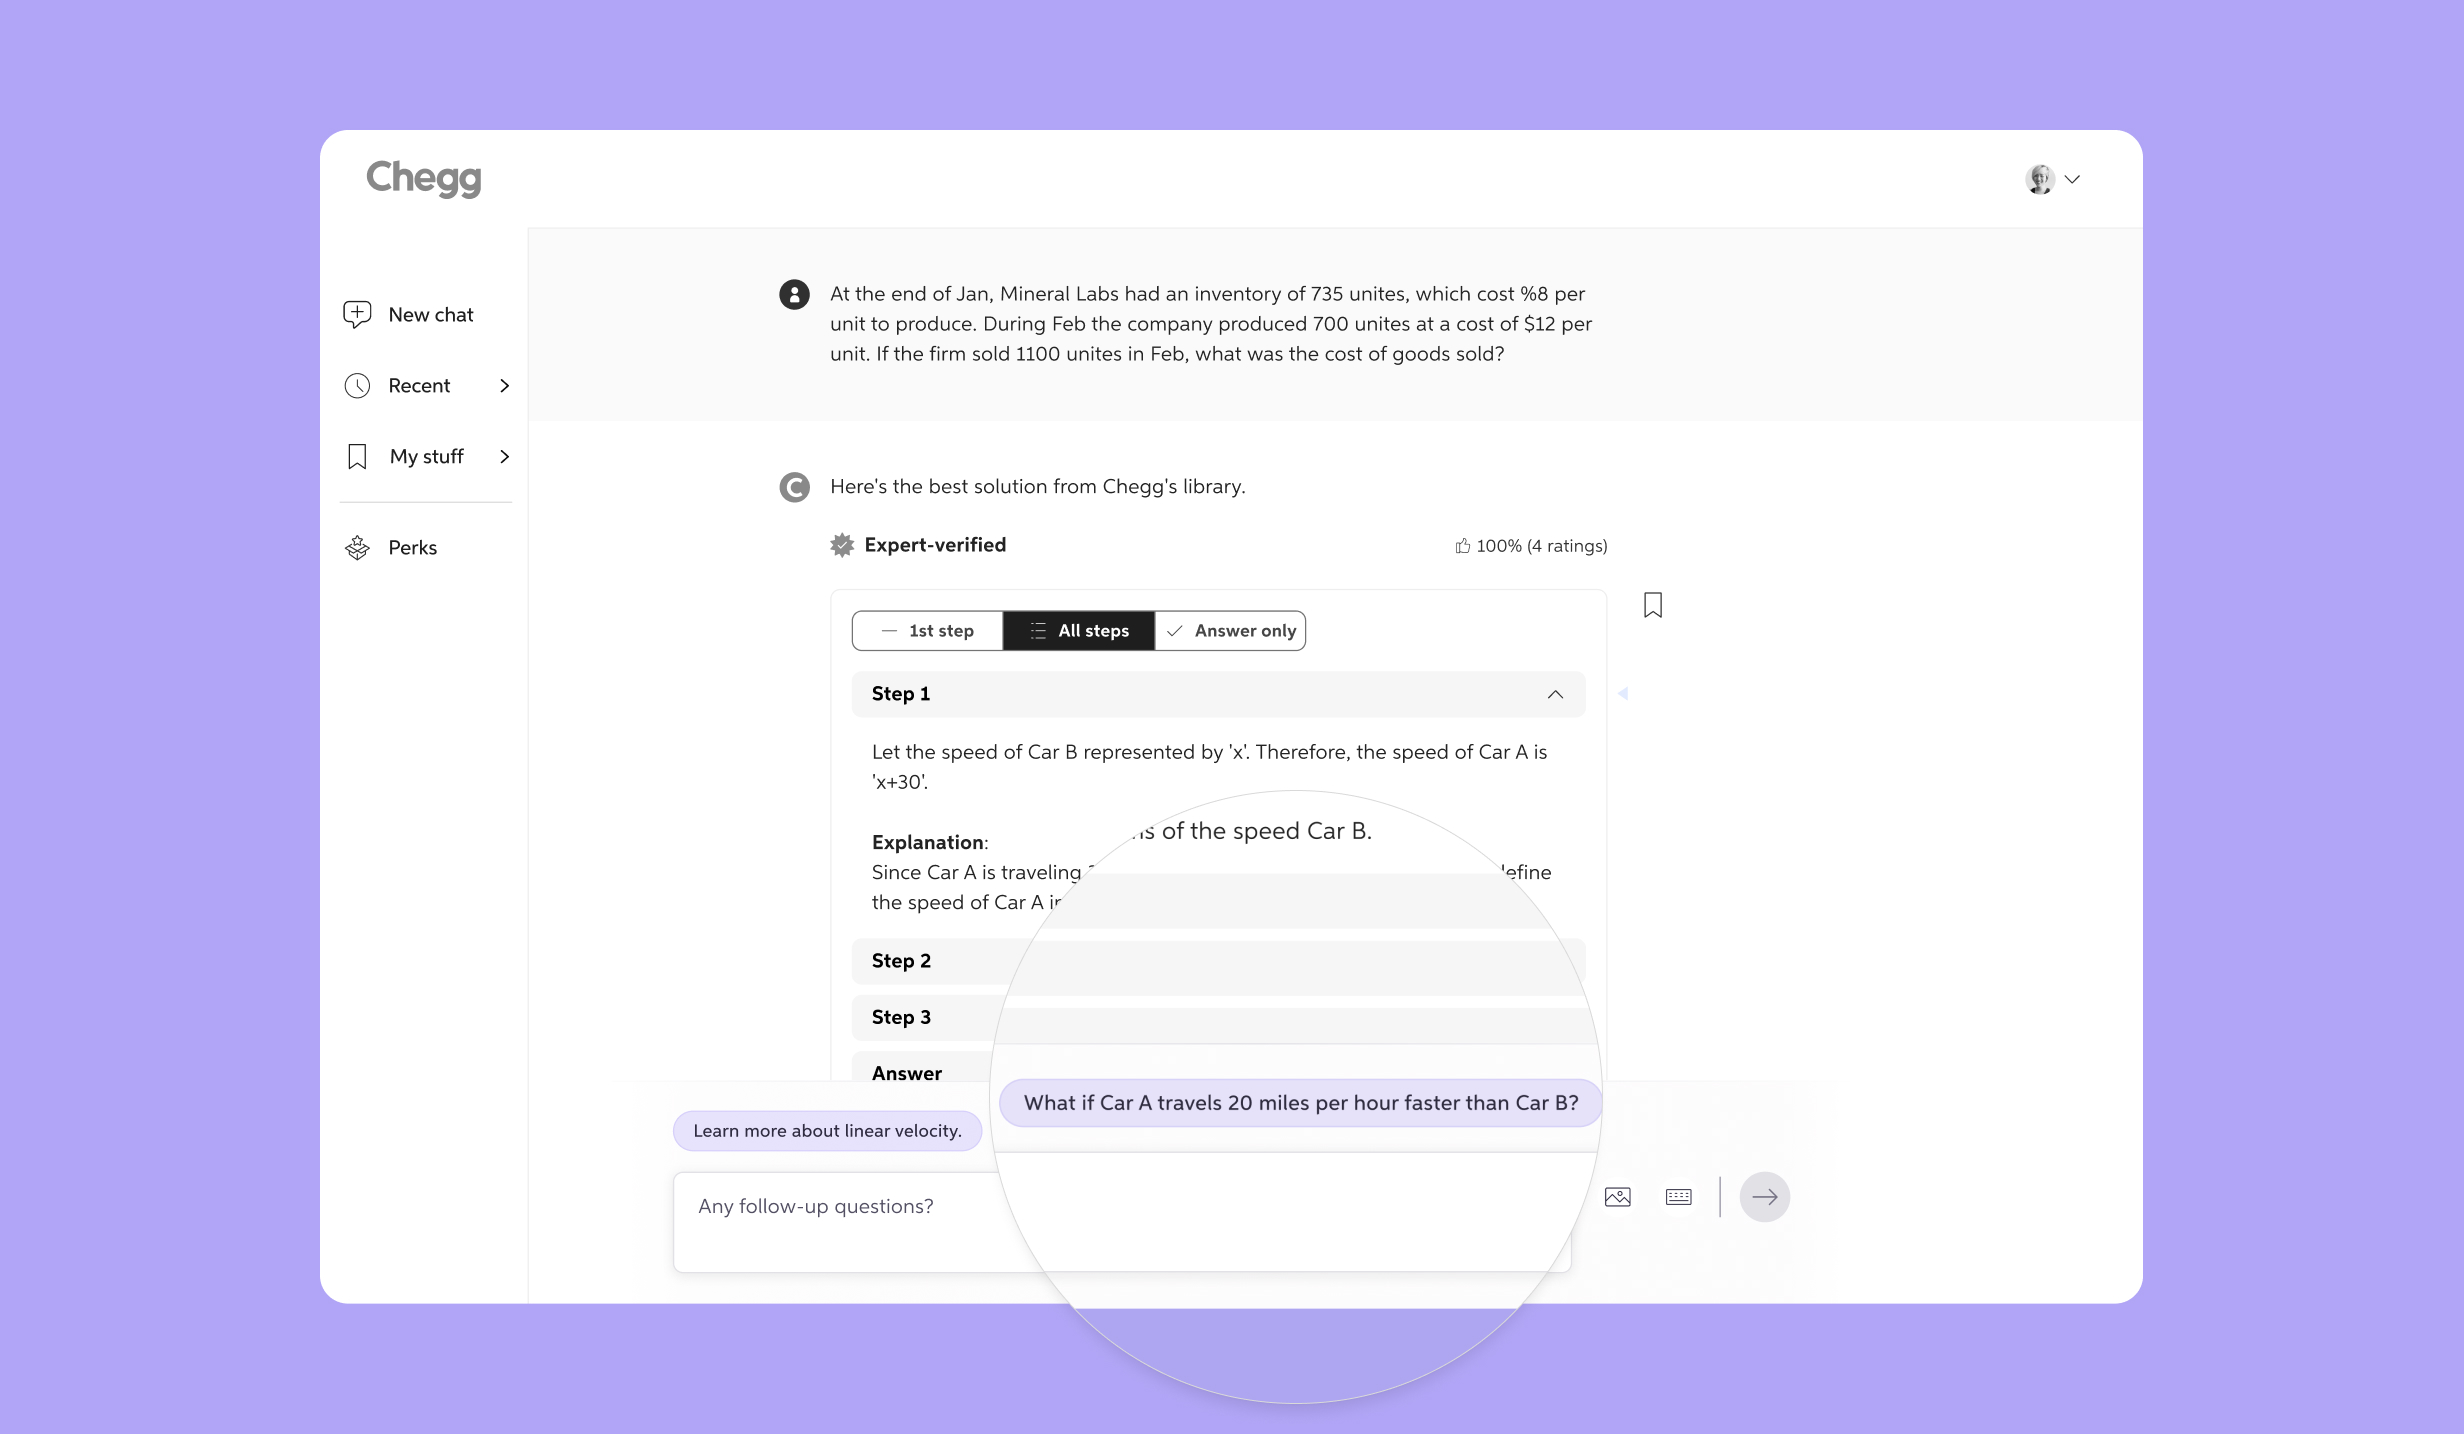 Chegg
New chat
Recent
My stuff
Perks
At the end of Jan, Mineral Labs had an inventory of 735 unites, which cost %8 per
unit to produce. During Feb the company produced 700 unites at a cost of $12 per
unit. If the firm sold 1100 unites in Feb, what was the cost of goods sold?
Here's the best solution from Chegg's library.
Expert-verified
100% (4 ratings)
1st step
All steps
Answer only
Step 1
Let the speed of Car B represented by 'x'. Therefore, the speed of Car A is
'x+30'.
of the speed Car B.
Explanation:
Since Car A is traveling
the speed of Car A
Step 2
Step 3
Answer
What if Car A travels 20 miles per hour faster than Car B?
Learn more about linear velocity.
Any follow-up questions?